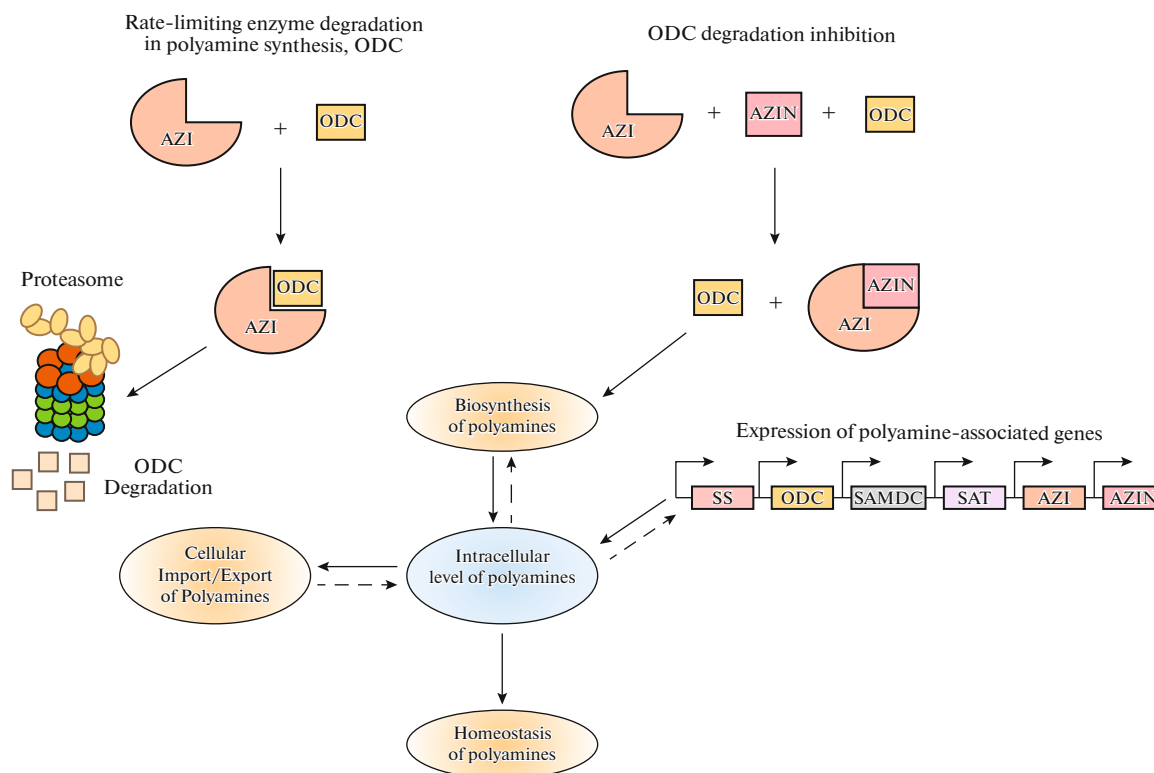 Rate-limiting enzyme degradation
in polyamine synthesis, ODC
AZI
+
ODC
ODC degradation inhibition
AZI
+
AZIN
+
ODC
Proteasome
ODC
AZI
ODC
Degradation
ODC
+
AZIN
AZI
Biosynthesis
of polyamines
Expression of polyamine-associated genes
SS
ODC
SAMDC
SAT
AZI
AZIN
Cellular
Import/Export
of Polyamines
Intracellular
level of polyamines
Homeostasis
of polyamines